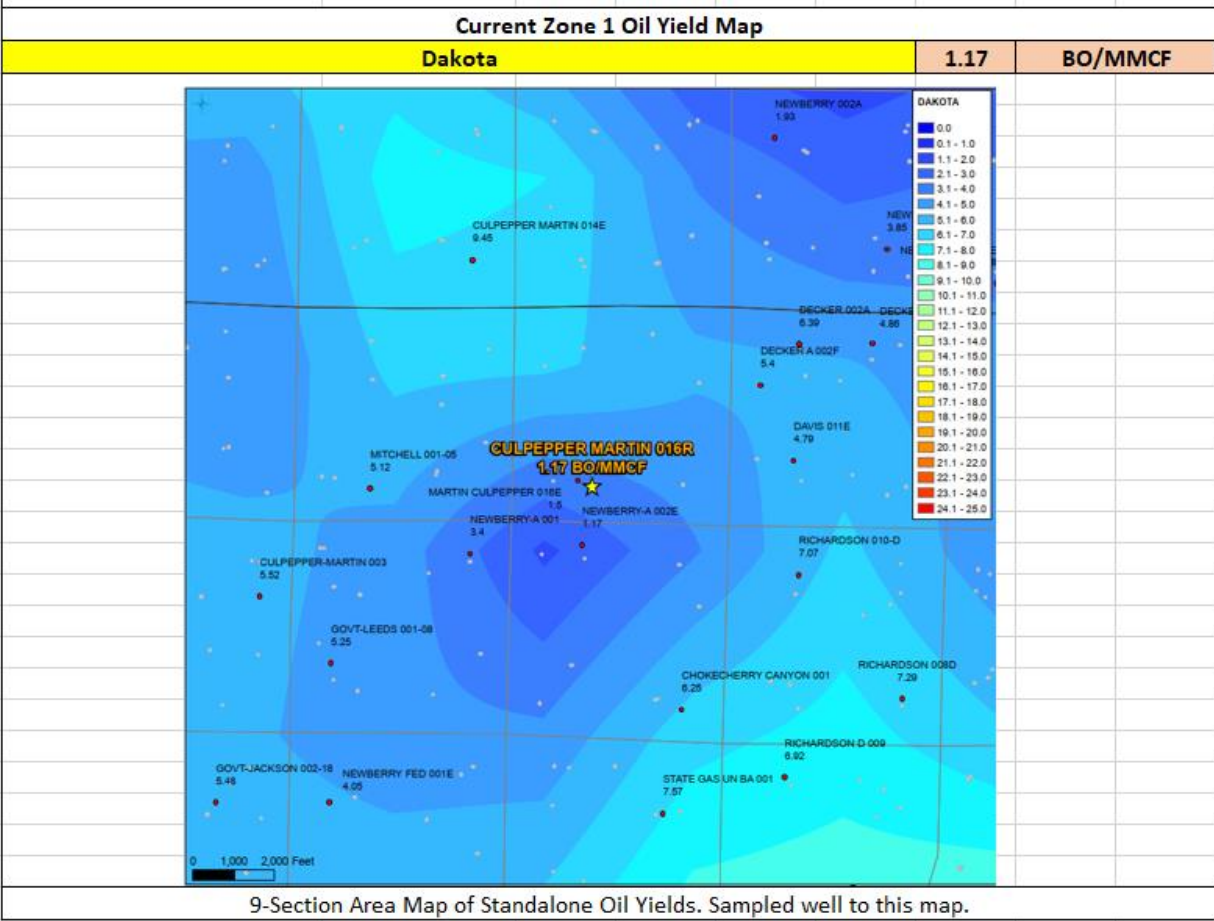 Current Zone 1 Oil Yield Map
Dakota 1.17 BO/MMCF
NEWBERRY 002A
1.93
DAKOTA
0.0
0.1 - 1.0
1.1 - 2.0
2.1 - 3.0
3.1 - 4.0
4.1 - 5.0
5.1 - 6.0
6.1 - 7.0
7.1 - 8.0
8.1 - 9.0
9.1 - 10.0
10.1 - 11.0
11.1 - 12.0
12.1 - 13.0
13.1 - 14.0
14.1 - 15.0
15.1 - 16.0
16.1 - 17.0
17.1 - 18.0
18.1 - 19.0
19.1 - 20.0
20.1 - 21.0
21.1 - 22.0
22.1 - 23.0
23.1 - 24.0
24.1 - 25.0
CULPEPPER MARTIN 014E
9.45
NEW
3.85
NE
DECKER 002A
6.39
DECKE
4.86
DECKER A 002F
5.4
DAVIS 011E
4.79
CULPEPPER MARTIN 016R
1.17 BO/MMCF
MITCHELL 001-05
5.12
MARTIN CULPEPPER 016E
1.5
NEWBERRY-A 002E
1.17
NEWBERRY-A 001
3.4
RICHARDSON 010-D
7.07
CULPEPPER-MARTIN 003
5.52
GOVT-LEEDS 001-08
5.25
RICHARDSON 008D
7.29
CHOKECHERRY CANYON 001
6.26
RICHARDSON D 009
6.92
GOVT-JACKSON 002-18
5.48
NEWBERRY FED 001E
4.05
STATE GAS UN BA 001
7.57
0 1,000 2,000 Feet
9-Section Area Map of Standalone Oil Yields. Sampled well to this map.